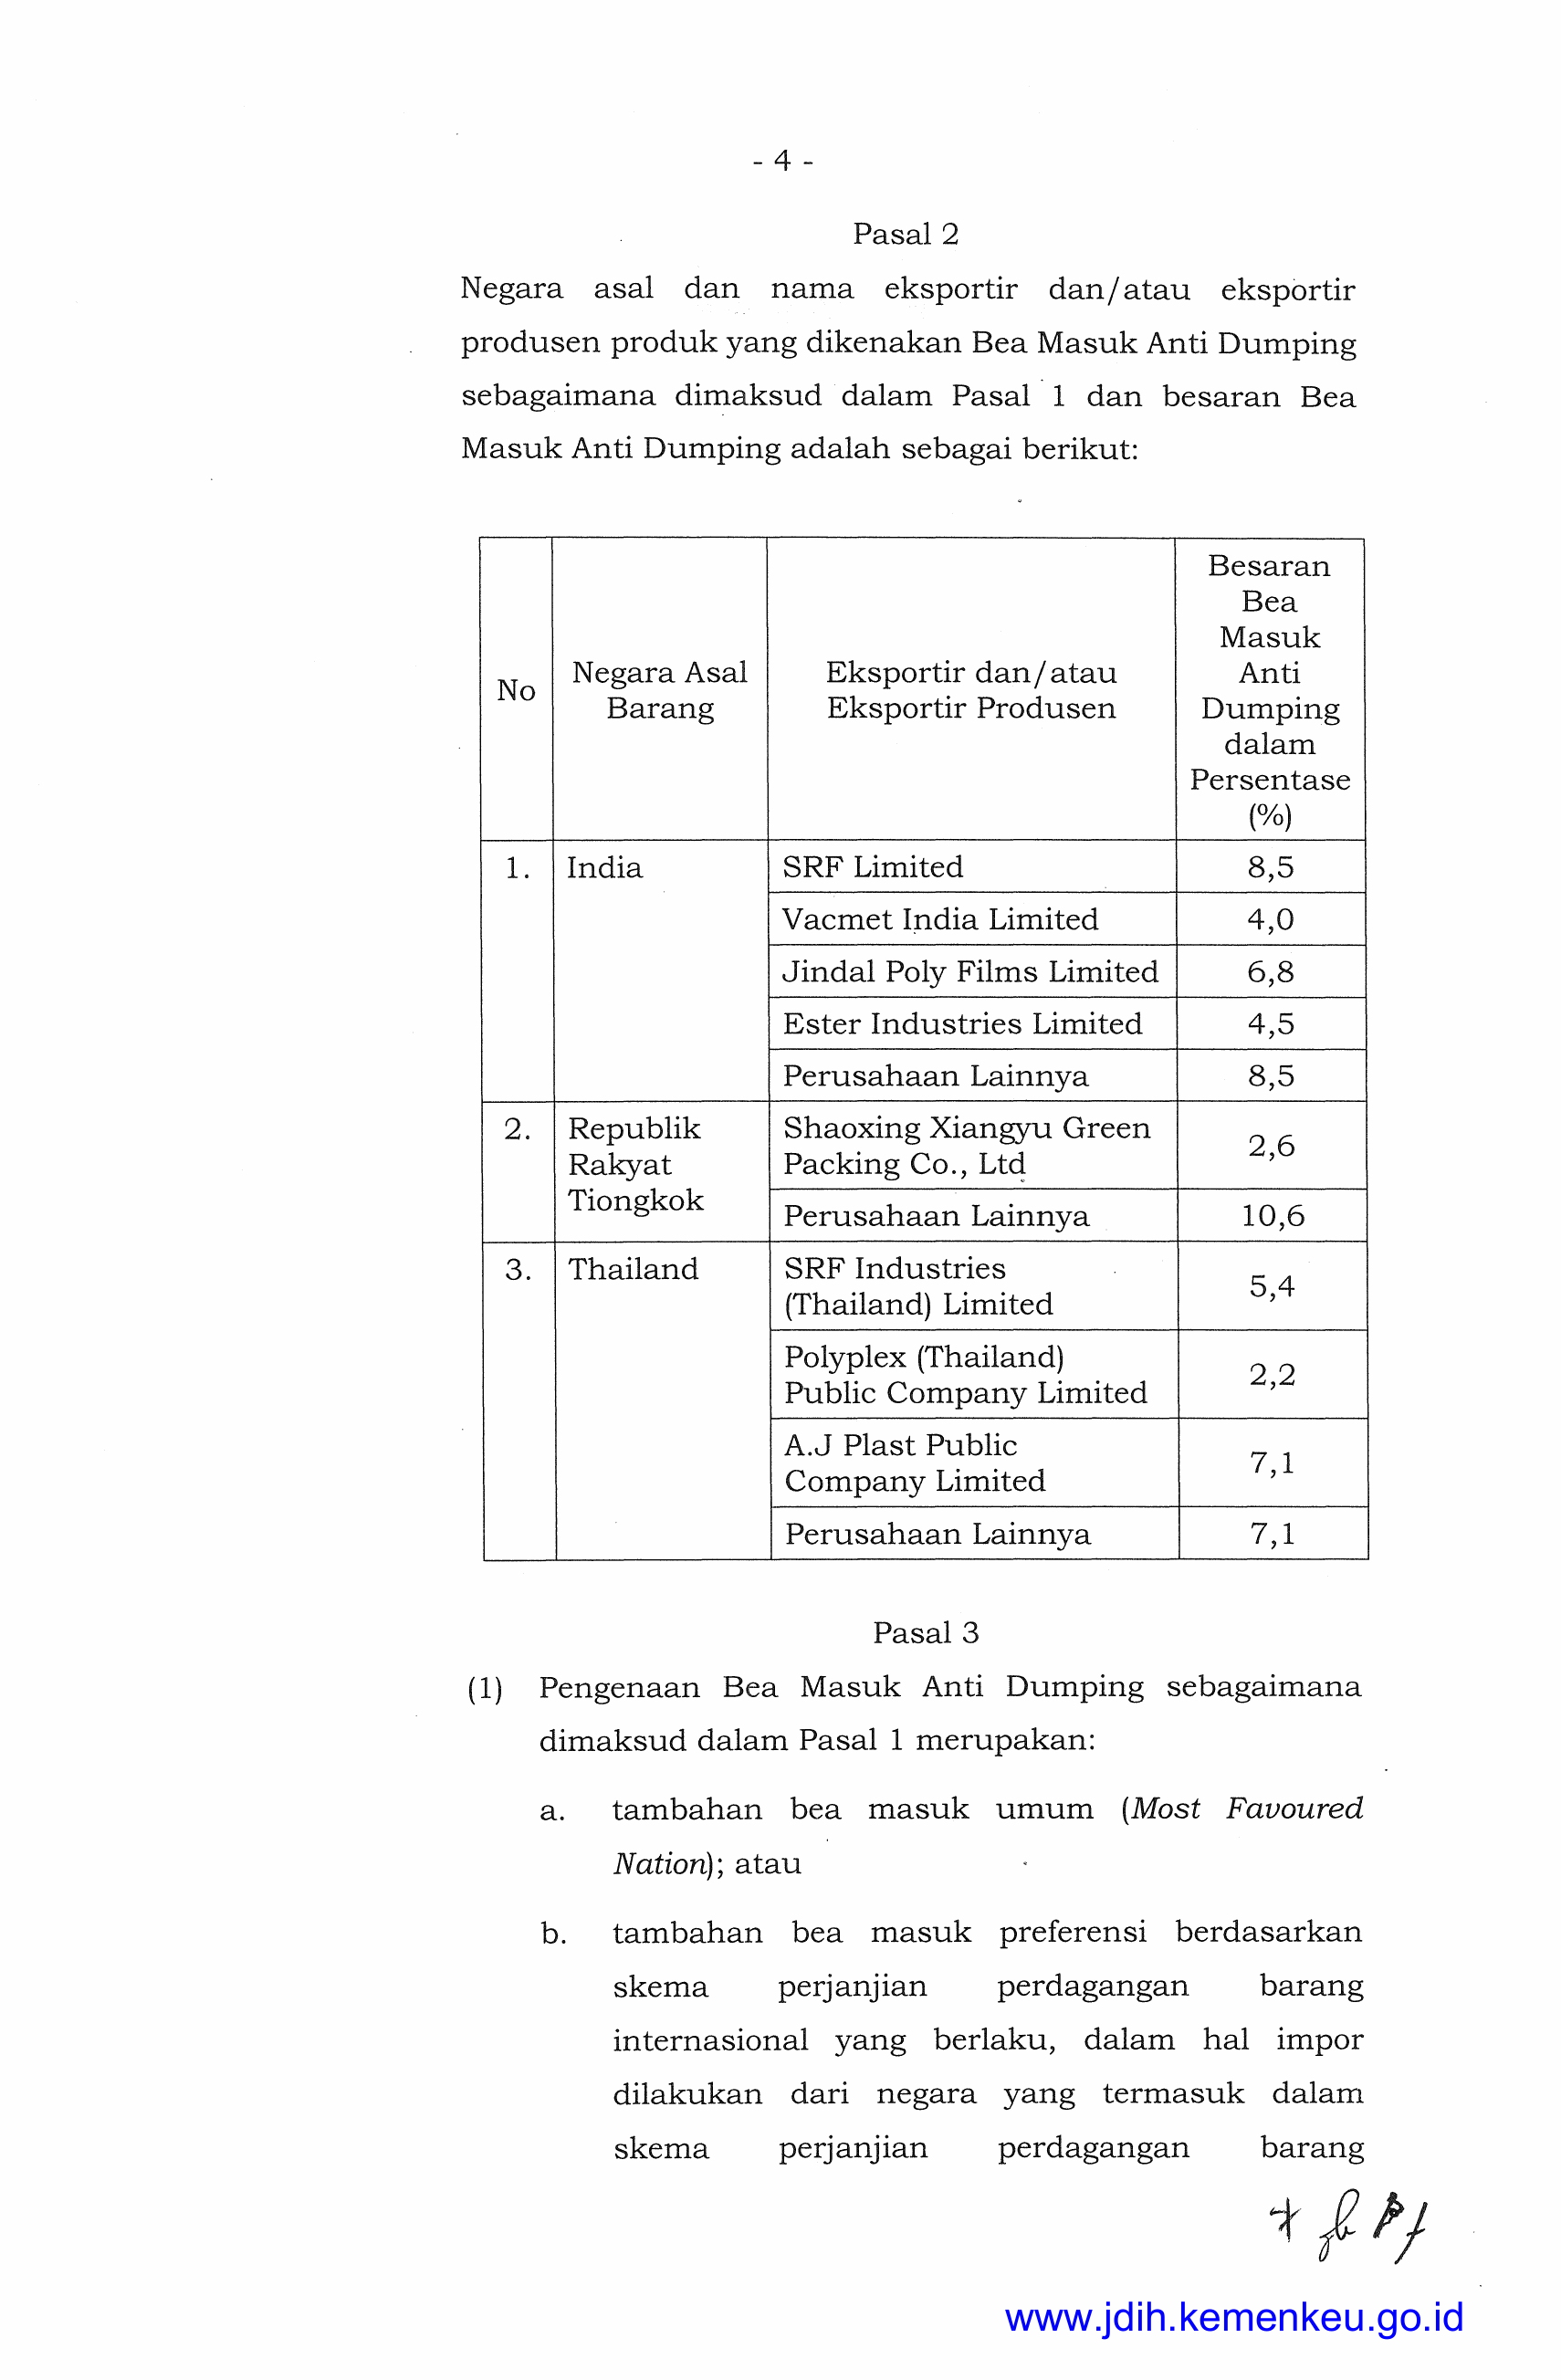 - 4 -
Pasal 2
Negara asal dan nama eksportir dan/atau eksportir
produsen produk yang dikenakan Bea Masuk Anti Dumping
sebagaimana dimaksud dalam Pasal 1 dan besaran Bea
Masuk Anti Dumping adalah sebagai berikut:
No
Negara Asal
Barang
Eksportir dan/atau
Eksportir Produsen
Besaran
Bea
Masuk
Anti
Dumping
dalam
Persentase
(%)
1. India SRF Limited 8,5
Vacmet India Limited 4,0
Jindal Poly Films Limited 6,8
Ester Industries Limited 4,5
Perusahaan Lainnya 8,5
2. Republik
Rakyat
Tiongkok
Shaoxing Xiangyu Green
Packing Co., Ltd
2,6
Perusahaan Lainnya 10,6
3. Thailand
SRF Industries
(Thailand) Limited
5,4
Polyplex (Thailand)
Public Company Limited
2,2
A.J Plast Public
Company Limited
7,1
Perusahaan Lainnya 7,1
Pasal 3
(1) Pengenaan Bea Masuk Anti Dumping sebagaimana
dimaksud dalam Pasal 1 merupakan:
a. tambahan bea masuk umum (Most Favoured
Nation); atau
b. tambahan bea masuk preferensi berdasarkan
skema perjanjian perdagangan barang
internasional yang berlaku, dalam hal impor
dilakukan dari negara yang termasuk dalam
skema perjanjian perdagangan barang
www.jdih.kemenkeu.go.id